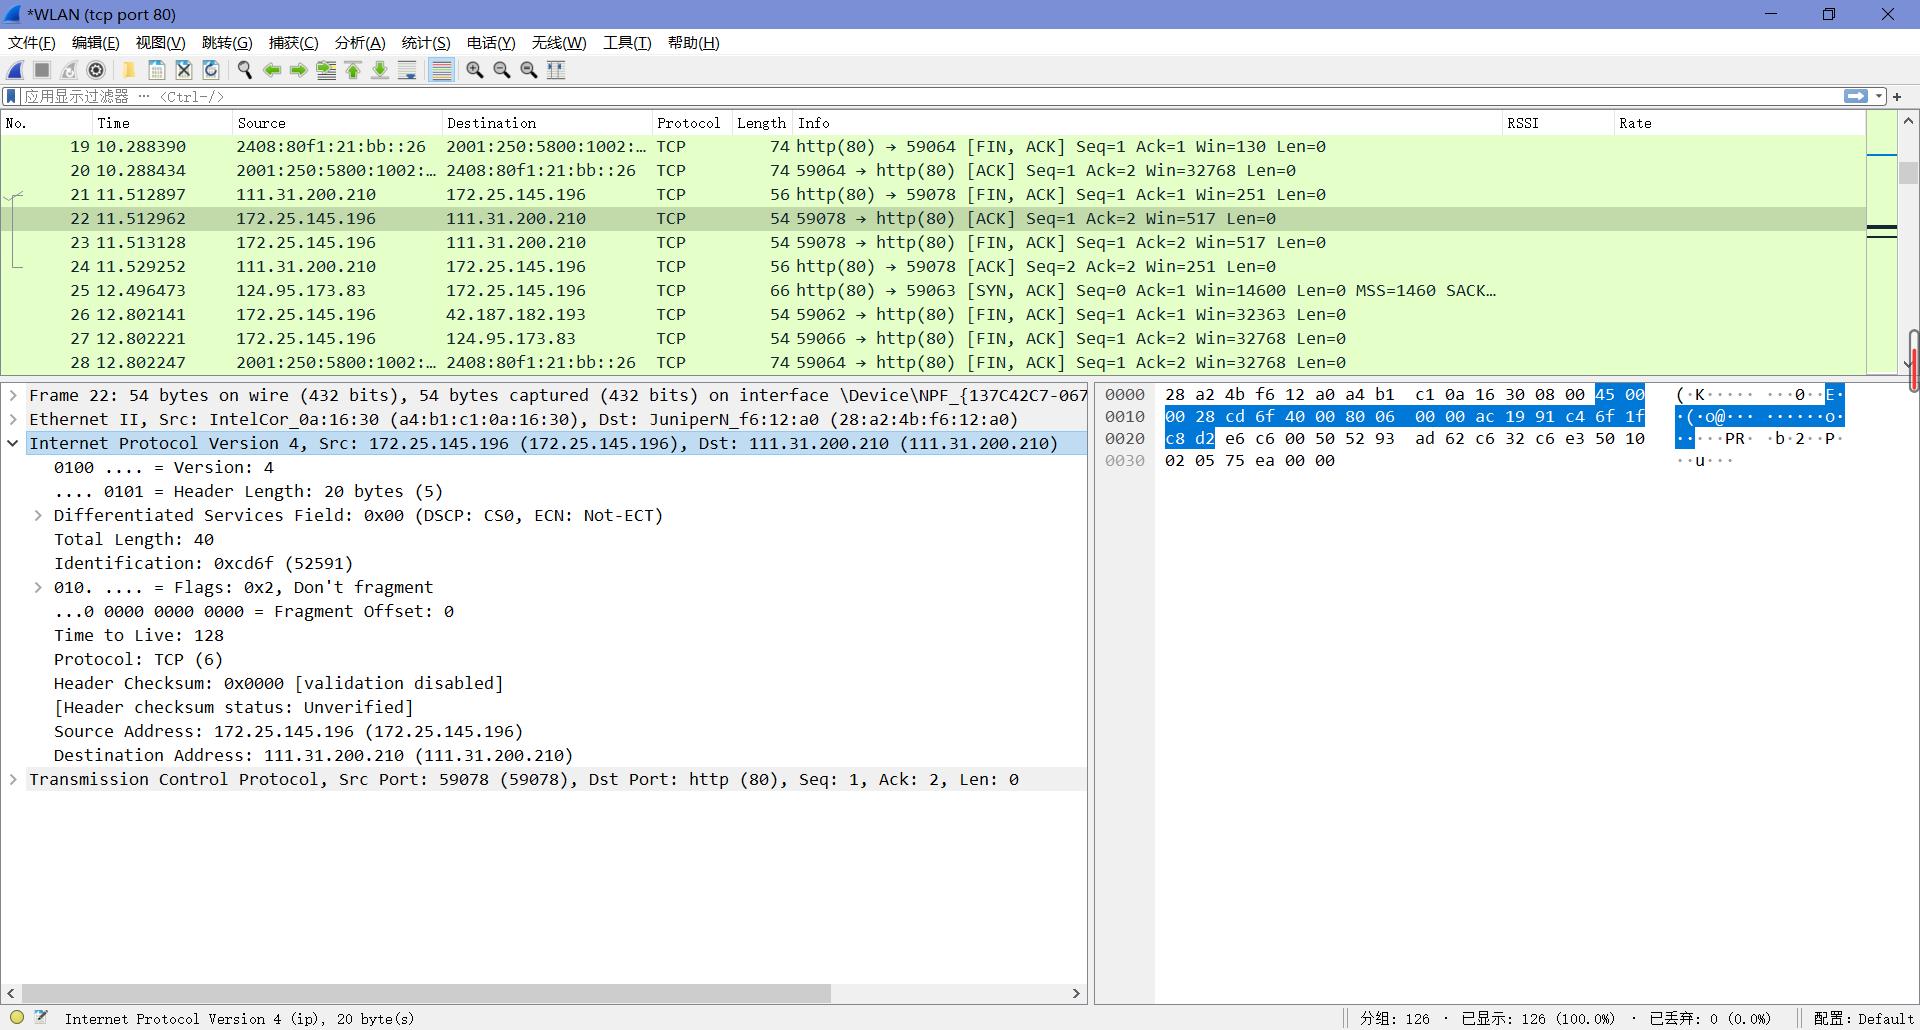 *WLAN (tcp port 80)
文件(F) 编辑(E) 视图(V) 跳转(G) 捕获(C) 分析(A) 统计(S) 电话(Y) 无线(W) 工具(T) 帮助(H)
应用显示过滤器 … <Ctrl-/>
No. Time Source Destination Protocol Length Info RSSI Rate
19 10.288390 2408:80f1:21:bb::26 2001:250:5800:1002:… TCP 74 http(80) → 59064 [FIN, ACK] Seq=1 Ack=1 Win=130 Len=0
20 10.288434 2001:250:5800:1002:… 2408:80f1:21:bb::26 TCP 74 59064 → http(80) [ACK] Seq=1 Ack=2 Win=32768 Len=0
21 11.512897 111.31.200.210 172.25.145.196 TCP 56 http(80) → 59078 [FIN, ACK] Seq=1 Ack=1 Win=251 Len=0
22 11.512962 172.25.145.196 111.31.200.210 TCP 54 59078 → http(80) [ACK] Seq=1 Ack=2 Win=517 Len=0
23 11.513128 172.25.145.196 111.31.200.210 TCP 54 59078 → http(80) [FIN, ACK] Seq=1 Ack=2 Win=517 Len=0
24 11.529252 111.31.200.210 172.25.145.196 TCP 56 http(80) → 59078 [ACK] Seq=2 Ack=2 Win=251 Len=0
25 12.496473 124.95.173.83 172.25.145.196 TCP 66 http(80) → 59063 [SYN, ACK] Seq=0 Ack=1 Win=14600 Len=0 MSS=1460 SACK…
26 12.802141 172.25.145.196 42.187.182.193 TCP 54 59062 → http(80) [FIN, ACK] Seq=1 Ack=1 Win=32363 Len=0
27 12.802221 172.25.145.196 124.95.173.83 TCP 54 59066 → http(80) [FIN, ACK] Seq=1 Ack=2 Win=32768 Len=0
28 12.802247 2001:250:5800:1002:… 2408:80f1:21:bb::26 TCP 74 59064 → http(80) [FIN, ACK] Seq=1 Ack=2 Win=32768 Len=0
Frame 22: 54 bytes on wire (432 bits), 54 bytes captured (432 bits) on interface \Device\NPF_{137C42C7-067
Ethernet II, Src: IntelCor_0a:16:30 (a4:b1:c1:0a:16:30), Dst: JuniperN_f6:12:a0 (28:a2:4b:f6:12:a0)
Internet Protocol Version 4, Src: 172.25.145.196 (172.25.145.196), Dst: 111.31.200.210 (111.31.200.210)
0100 .... = Version: 4
.... 0101 = Header Length: 20 bytes (5)
Differentiated Services Field: 0x00 (DSCP: CS0, ECN: Not-ECT)
Total Length: 40
Identification: 0xcd6f (52591)
010. .... = Flags: 0x2, Don't fragment
...0 0000 0000 0000 = Fragment Offset: 0
Time to Live: 128
Protocol: TCP (6)
Header Checksum: 0x0000 [validation disabled]
[Header checksum status: Unverified]
Source Address: 172.25.145.196 (172.25.145.196)
Destination Address: 111.31.200.210 (111.31.200.210)
Transmission Control Protocol, Src Port: 59078 (59078), Dst Port: http (80), Seq: 1, Ack: 2, Len: 0
0000 28 a2 4b f6 12 a0 a4 b1 c1 0a 16 30 08 00 45 00 (·K····· ···0··E·
0010 00 28 cd 6f 40 00 80 06 00 00 ac 19 91 c4 6f 1f ·(·o@··· ······o·
0020 c8 d2 e6 c6 00 50 52 93 ad 62 c6 32 c6 e3 50 10 ·····PR· ·b·2··P·
0030 02 05 75 ea 00 00 ··u···
Internet Protocol Version 4 (ip), 20 byte(s)
分组: 126 · 已显示: 126 (100.0%) · 已丢弃: 0 (0.0%)
配置: Default